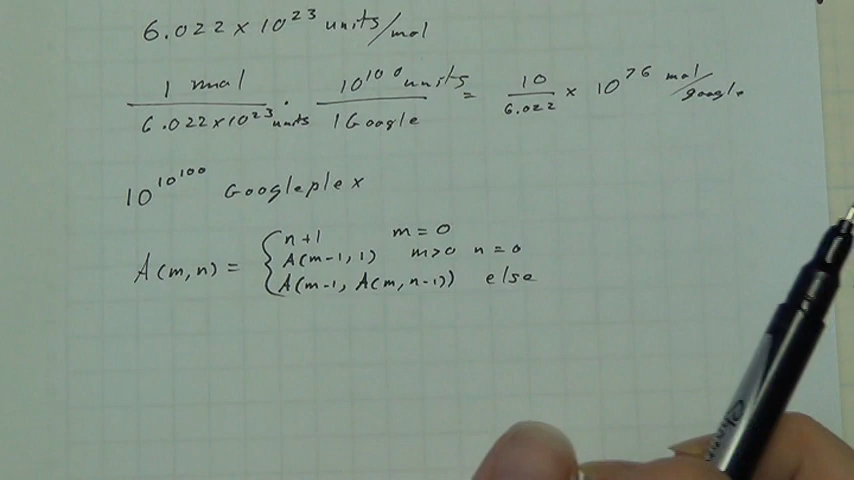 6.022 x 10^23 units/mol
1 mol / 6.022 x 10^23 units · 10^100 units / 1 Google = 10 / 6.022 x 10^76 mol/google
10^10^100 Googleplex
A(m,n) = { n+1 m = 0
A(m-1, 1) m>0 n = 0
A(m-1, A(m, n-1)) else